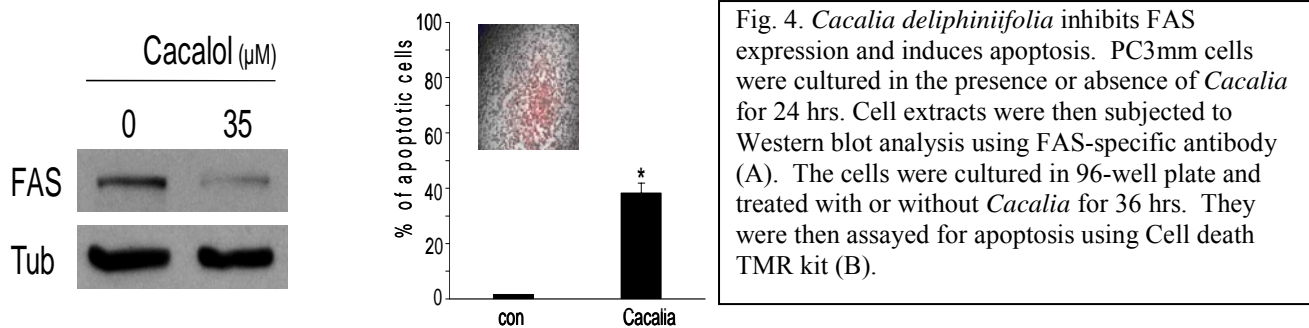 Cacalol (µM)
0 35
FAS
Tub
% of apoptotic cells
100
80
60
40
20
0
*
con Cacalia
Fig. 4. Cacalia deliphiniifolia inhibits FAS
expression and induces apoptosis. PC3mm cells
were cultured in the presence or absence of Cacalia
for 24 hrs. Cell extracts were then subjected to
Western blot analysis using FAS-specific antibody
(A). The cells were cultured in 96-well plate and
treated with or without Cacalia for 36 hrs. They
were then assayed for apoptosis using Cell death
TMR kit (B).